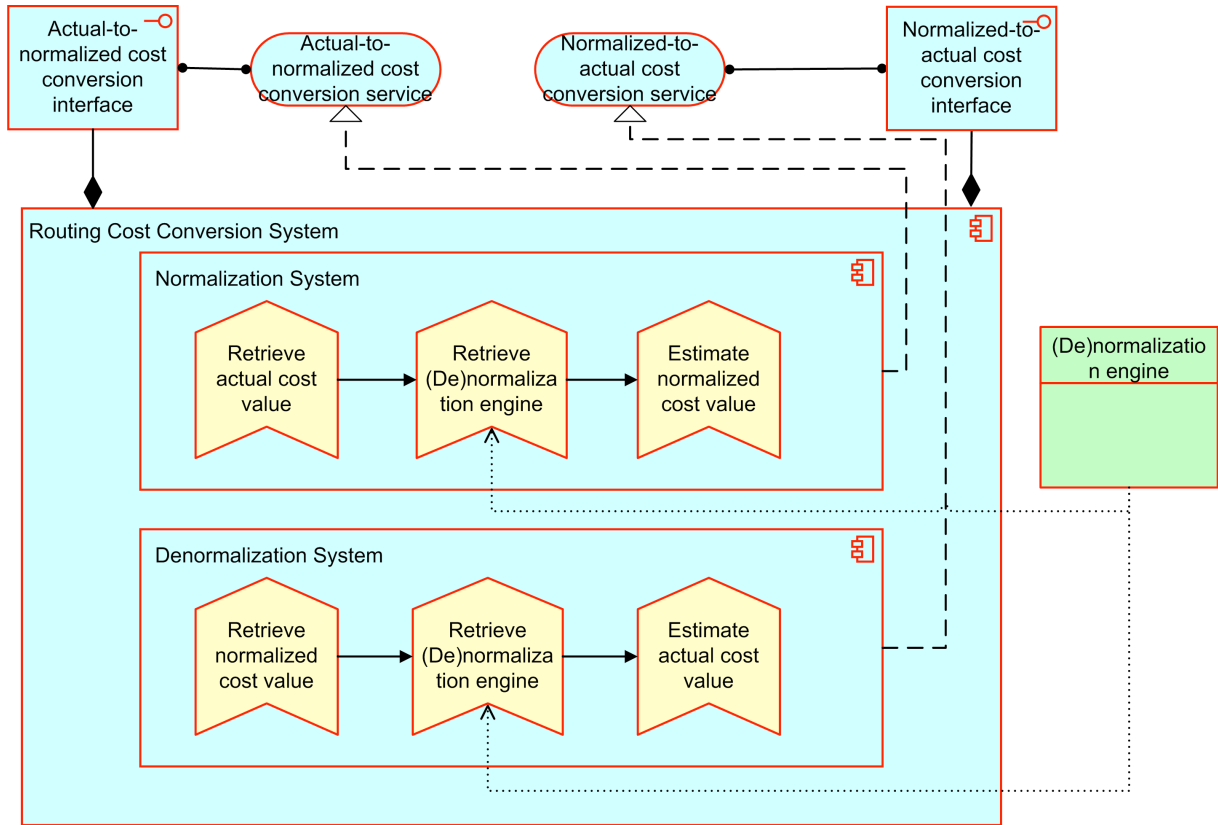 Actual-to-
normalized cost
conversion
interface
Actual-to-
normalized cost
conversion service
Normalized-to-
actual cost
conversion service
Normalized-to-
actual cost
conversion
interface
Routing Cost Conversion System
Normalization System
Retrieve
actual cost
value
Retrieve
(De)normaliza
tion engine
Estimate
normalized
cost value
(De)normalizatio
n engine
Denormalization System
Retrieve
normalized
cost value
Retrieve
(De)normaliza
tion engine
Estimate
actual cost
value